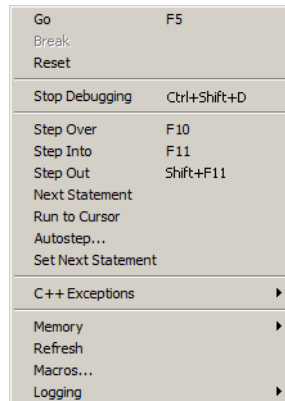 Go F5
Break
Reset
Stop Debugging Ctrl+Shift+D
Step Over F10
Step Into F11
Step Out Shift+F11
Next Statement
Run to Cursor
Autostep...
Set Next Statement
C++ Exceptions
Memory
Refresh
Macros...
Logging